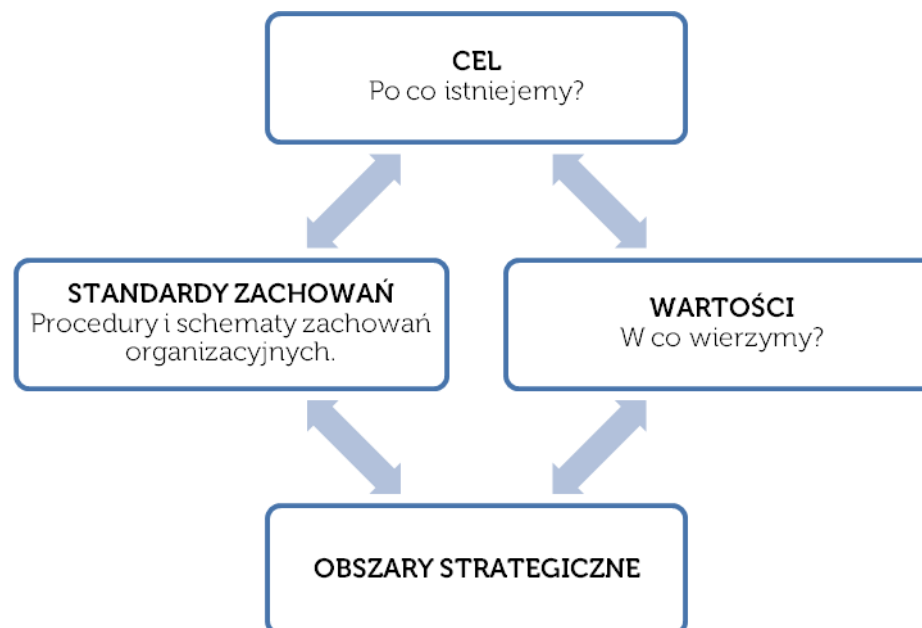 CEL
Po co istniejemy?
STANDARDY ZACHOWAŃ
Procedury i schematy zachowań
organizacyjnych.
WARTOŚCI
W co wierzymy?
OBSZARY STRATEGICZNE